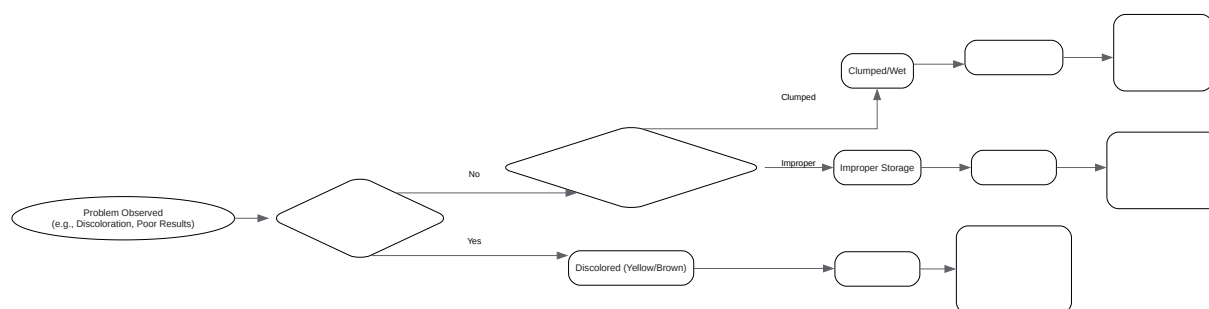 Clumped/Wet
Clumped
Improper
Improper Storage
No
Problem Observed
(e.g., Discoloration, Poor Results)
Yes
Discolored (Yellow/Brown)